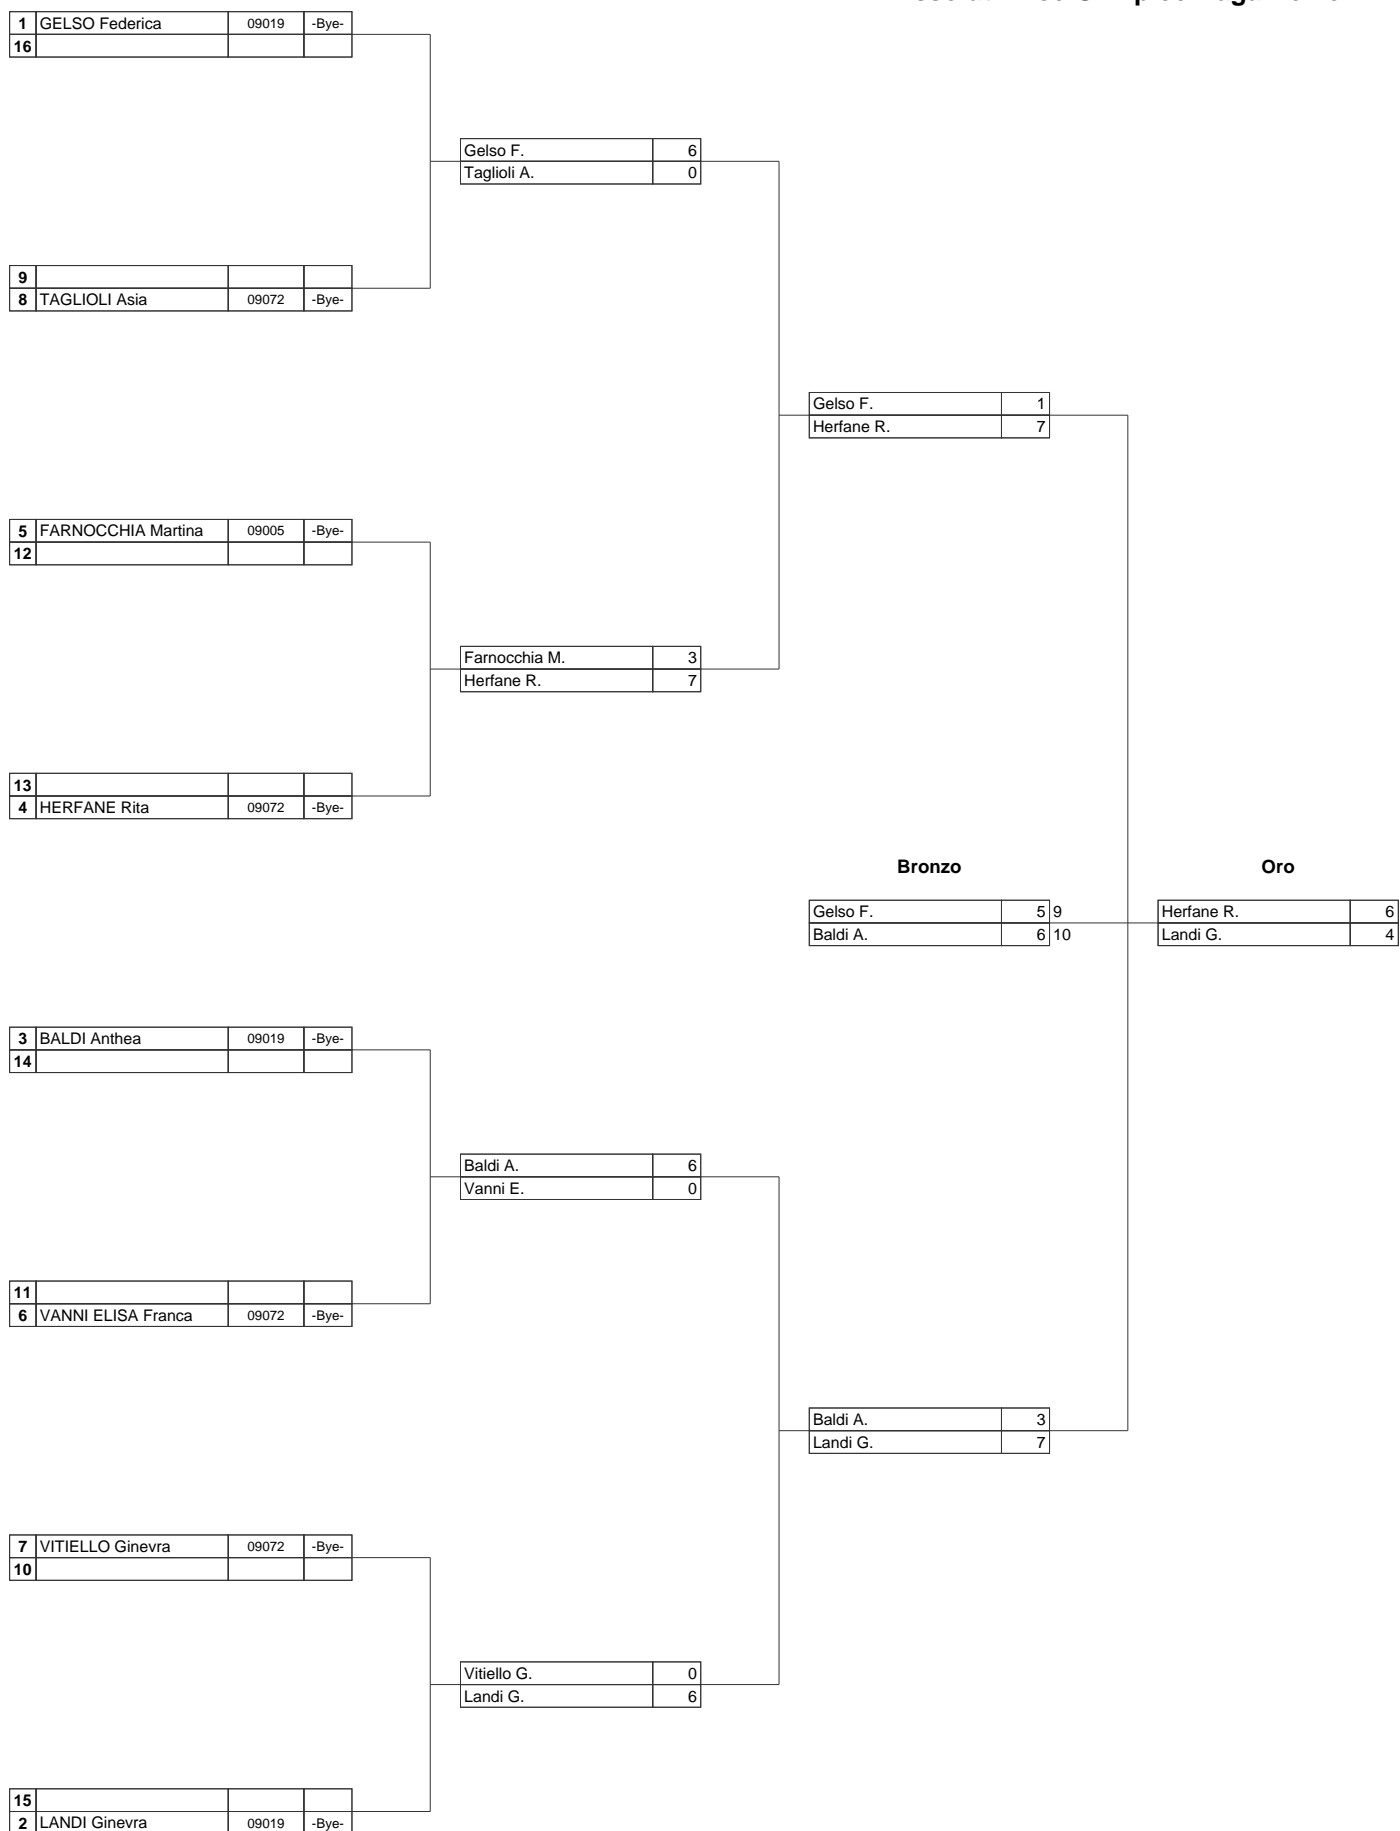 1 GELSO Federica 09019 -Bye-
16
Gelso F. 6
Taglioli A. 0
9
8 TAGLIOLI Asia 09072 -Bye-
Gelso F. 1
Herfane R. 7
5 FARNOCCHIA Martina 09005 -Bye-
12
Farnocchia M. 3
Herfane R. 7
13
4 HERFANE Rita 09072 -Bye-
Bronzo Oro
Gelso F. 5 9 Herfane R. 6
Baldi A. 6 10 Landi G. 4
3 BALDI Anthea 09019 -Bye-
14
Baldi A. 6
Vanni E. 0
11
6 VANNI ELISA Franca 09072 -Bye-
Baldi A. 3
Landi G. 7
7 VITIELLO Ginevra 09072 -Bye-
10
Vitiello G. 0
Landi G. 6
15
2 LANDI Ginevra 09019 -Bye-